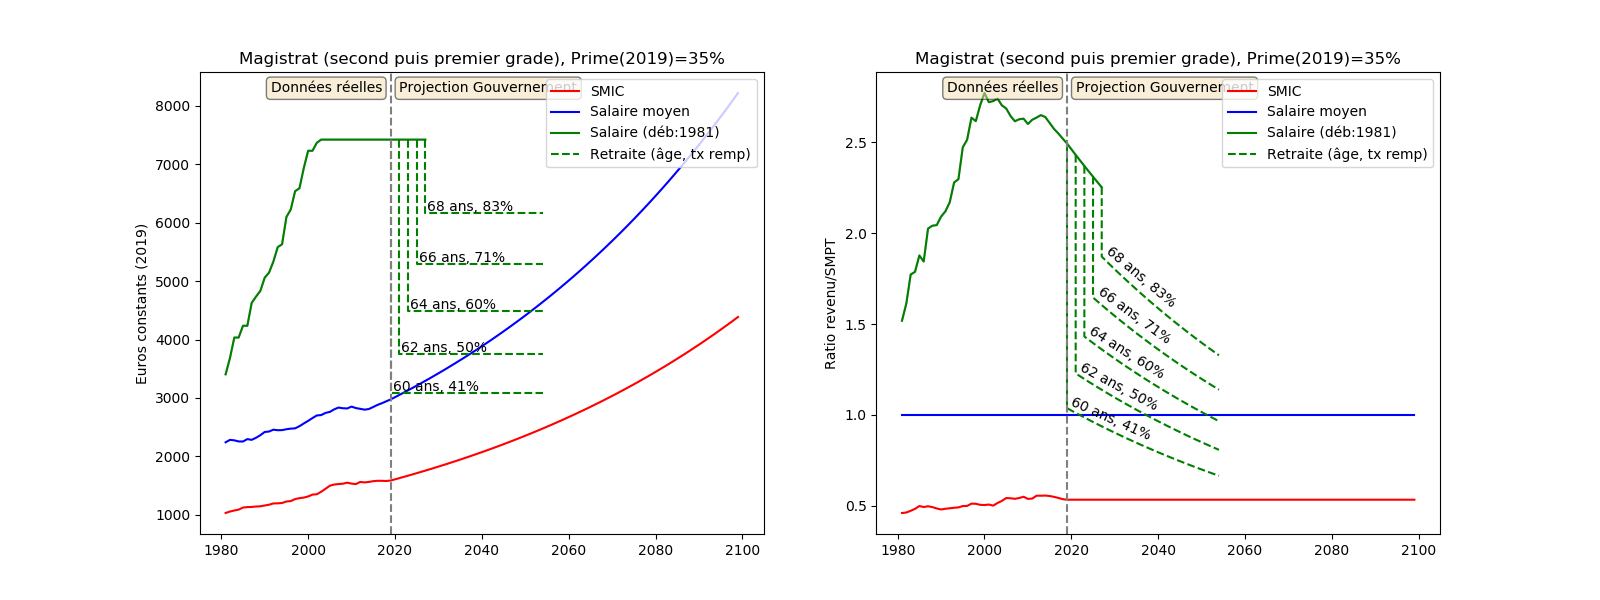 Magistrat (second puis premier grade), Prime(2019)=35%
Données réelles
Projection Gouvernement
SMIC
Salaire moyen
Salaire (déb:1981)
Retraite (âge, tx remp)
Euros constants (2019)
8000
7000
6000
5000
4000
3000
2000
1000
68 ans, 83%
66 ans, 71%
64 ans, 60%
62 ans, 50%
60 ans, 41%
1980 2000 2020 2040 2060 2080 2100
Magistrat (second puis premier grade), Prime(2019)=35%
Données réelles
Projection Gouvernement
SMIC
Salaire moyen
Salaire (déb:1981)
Retraite (âge, tx remp)
Ratio revenu/SMPT
2.5
2.0
1.5
1.0
0.5
68 ans, 83%
66 ans, 71%
64 ans, 60%
62 ans, 50%
60 ans, 41%
1980 2000 2020 2040 2060 2080 2100